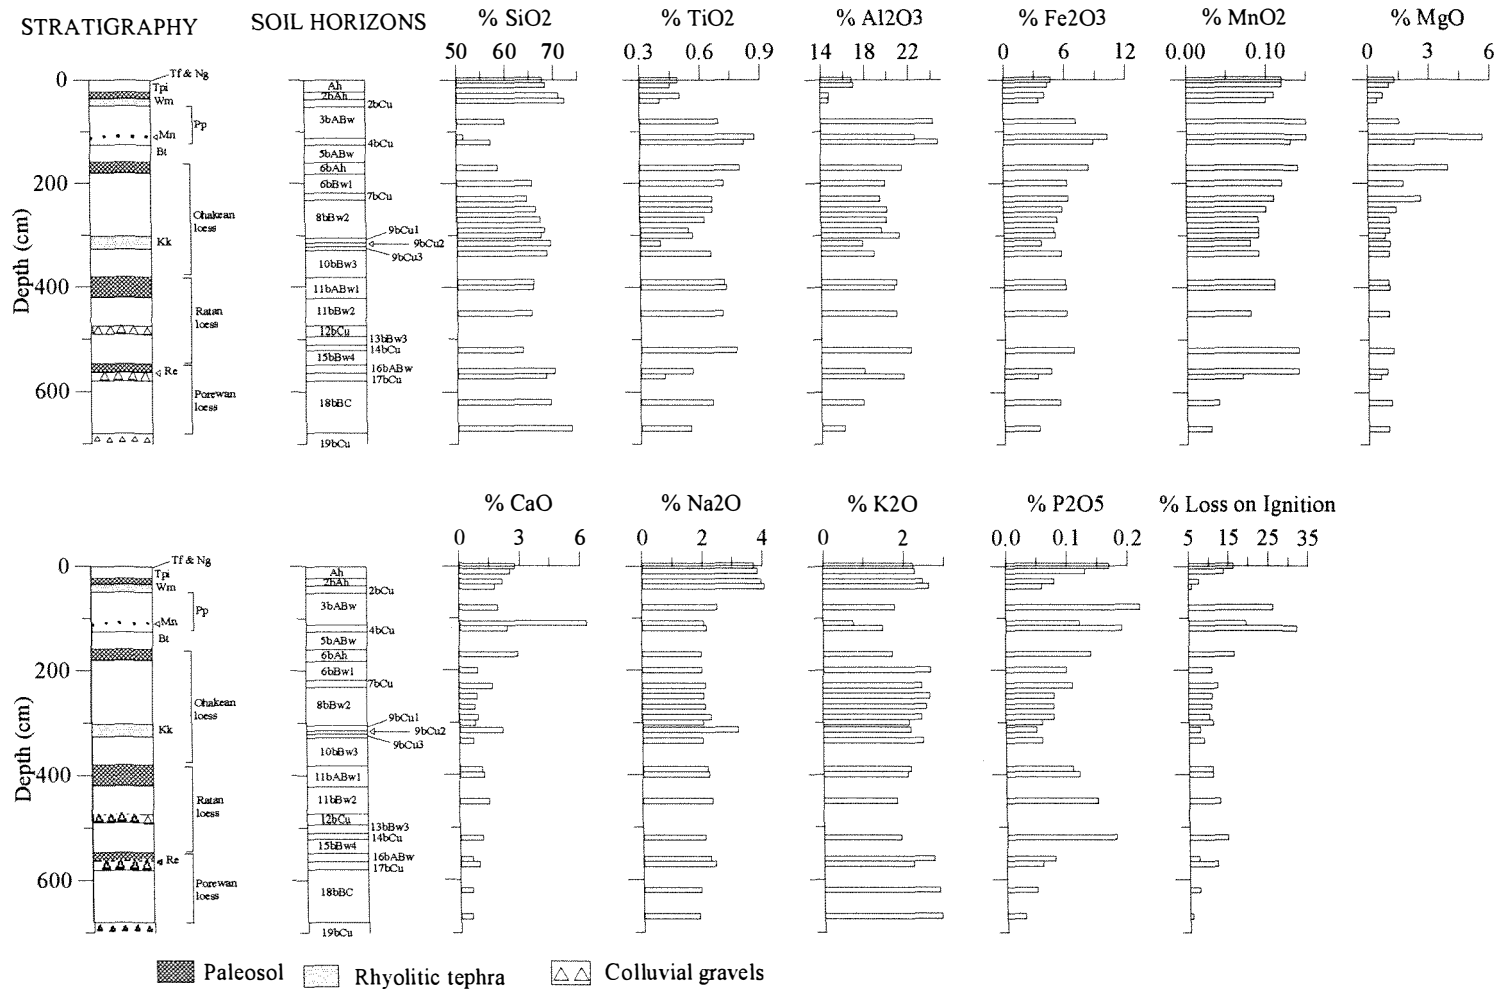 STRATIGRAPHY
SOIL HORIZONS
% SiO2
% TiO2
% Al2O3
% Fe2O3
% MnO2
% MgO
50 60 70
0.3 0.6 0.9
14 18 22
0 6 12
0.00 0.10
0 3 6
Depth (cm)
0
200
400
600
Tf & Ng
Tpi
Wm
Pp
Mn
Bt
Ohakean loess
Kk
Ratan loess
Re
Porewan loess
Ah
2bAh
2bCu
3bABw
4bCu
5bABw
6bAh
6bBw1
7bCu
8bBw2
9bCu1
9bCu2
9bCu3
10bBw3
11bABw1
11bBw2
12bCu
13bBw3
14bCu
15bBw4
16bABw
17bCu
18bBC
19bCu
% CaO
% Na2O
% K2O
% P2O5
% Loss on Ignition
0 3 6
0 2 4
0 2
0.0 0.1 0.2
5 15 25 35
Depth (cm)
0
200
400
600
Tf & Ng
Tpi
Wm
Pp
Mn
Bt
Ohakean loess
Kk
Ratan loess
Re
Porewan loess
Ah
2bAh
2bCu
3bABw
4bCu
5bABw
6bAh
6bBw1
7bCu
8bBw2
9bCu1
9bCu2
9bCu3
10bBw3
11bABw1
11bBw2
12bCu
13bBw3
14bCu
15bBw4
16bABw
17bCu
18bBC
19bCu
Paleosol
Rhyolitic tephra
Colluvial gravels